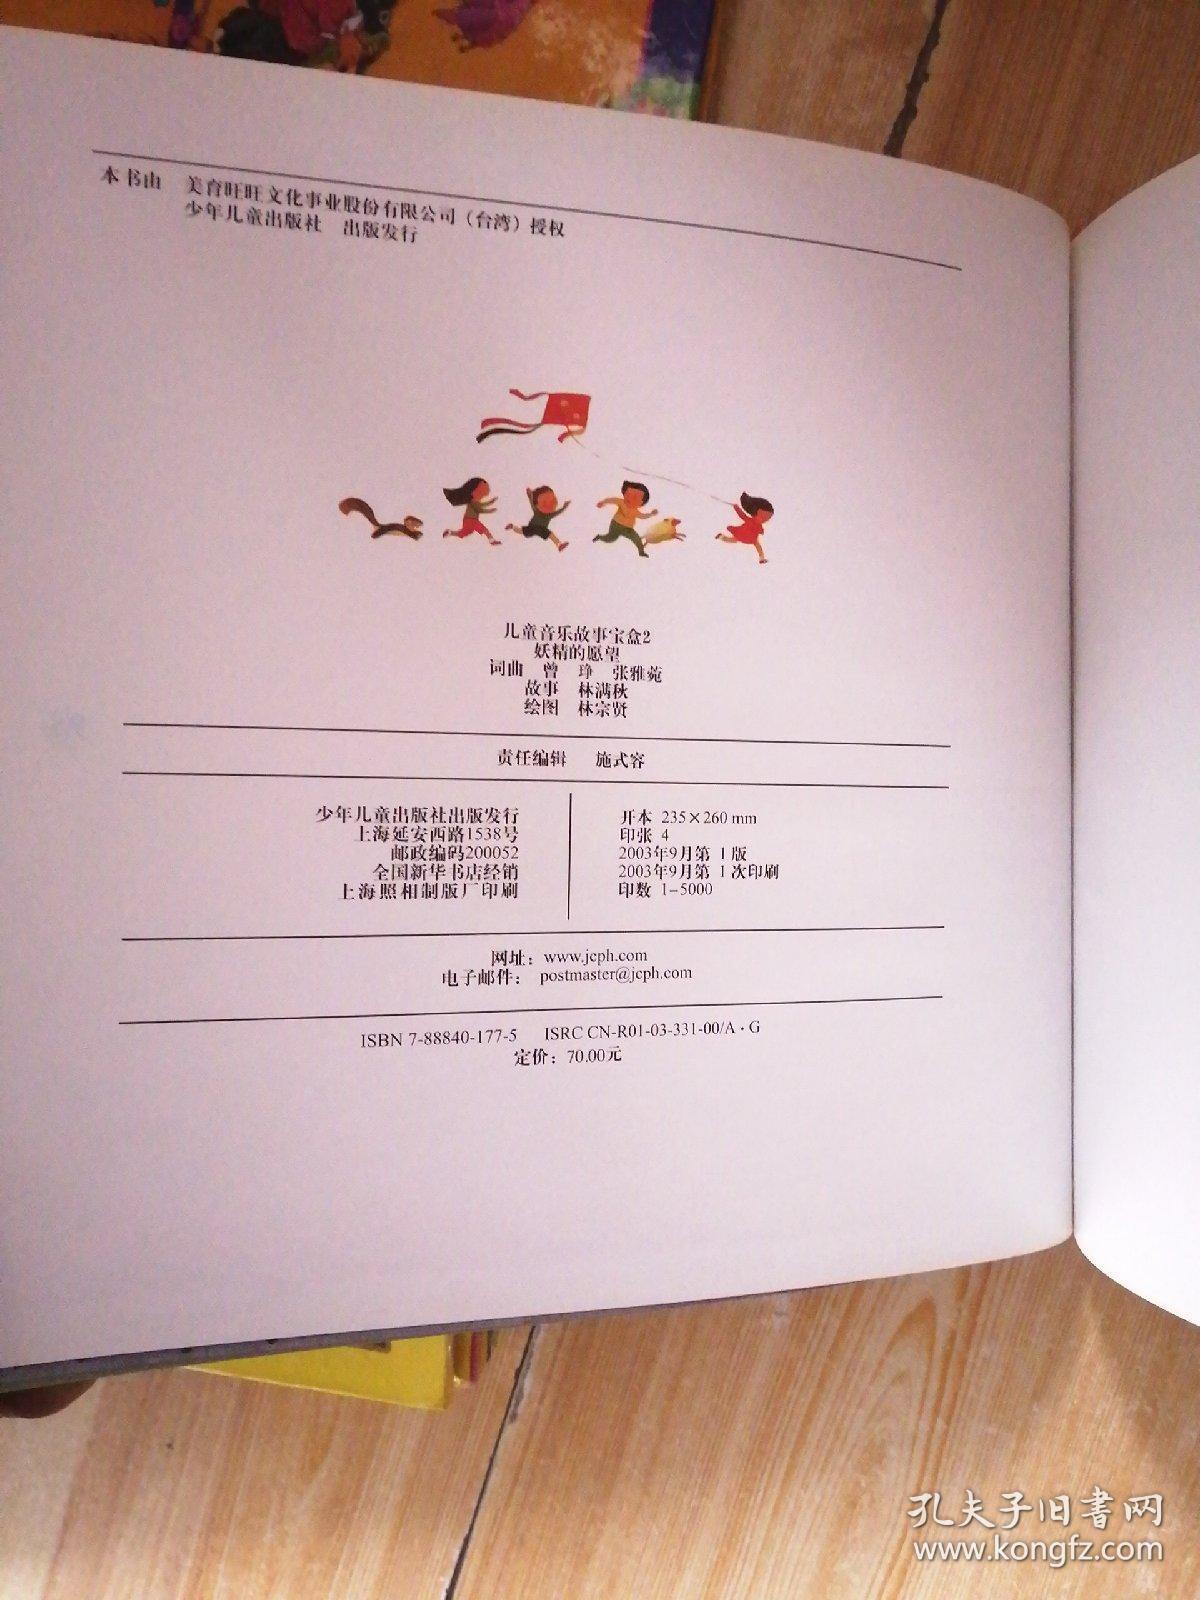 本书由 美育旺旺文化事业股份有限公司(台湾)授权
少年儿童出版社 出版发行
儿童音乐故事宝盒2
妖精的愿望
词曲 曾 琤 张雅菀
故事 林满秋
绘图 林宗贤
责任编辑 施式容
少年儿童出版社出版发行
上海延安西路1538号
邮政编码200052
全国新华书店经销
上海照相制版厂印刷
开本 235×260 mm
印张 4
2003年9月第 1 版
2003年9月第 1 次印刷
印数 1-5000
网址: www.jcph.com
电子邮件: postmaster@jcph.com
ISBN 7-88840-177-5 ISRC CN-R01-03-331-00/A·G
定价: 70.00元
孔夫子旧书网
www.kongfz.com